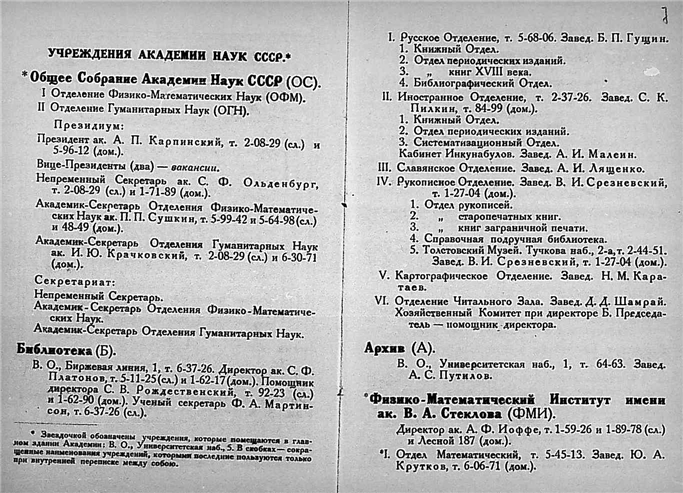 УЧРЕЖДЕНИЯ АКАДЕМИИ НАУК СССР.*
*Общее Собрание Академии Наук СССР (ОС).
I Отделение Физико-Математических Наук (ОФМ).
II Отделение Гуманитарных Наук (ОГН).
Президиум:
Президент ак. А. П. Карпинский, т. 2-08-29 (сл.) и
5-96-12 (дом.).
Вице-Президенты (два) — вакансии.
Непременный Секретарь ак. С. Ф. Ольденбург,
т. 2-08-29 (сл.) и 1-71-89 (дом.).
Академик-Секретарь Отделения Физико-Математиче-
ских Наук ак. П. П. Сушкин, т. 5-99-42 и 5-64-98 (сл.)
и 48-49 (дом.).
Академик-Секретарь Отделения Гуманитарных Наук
ак. И. Ю. Крачковский, т. 2-08-29 (сл.) и 6-30-71
(дом.).
Секретариат:
Непременный Секретарь.
Академик-Секретарь Отделения Физико-Математиче-
ских Наук.
Академик-Секретарь Отделения Гуманитарных Наук.
Библиотека (Б).
В. О., Биржевая линия, 1, т. 6-37-26. Директор ак. С. Ф.
Платонов, т. 5-11-25 (сл.) и 1-62-17 (дом.). Помощник
директора С. В. Рождественский, т. 92-23 (сл.)
и 1-62-90 (дом.). Ученый секретарь Ф. А. Мартин-
сон, т. 6-37-26 (сл.).
* Звездочкой обозначены учреждения, которые помещаются в глав-
ном здании Академии: В. О., Университетская наб., 5. В скобках— сокра-
щенные наименования учреждений, которыми последние пользуются только
при внутренней переписке между собою.
I. Русское Отделение, т. 5-68-06. Завед. Б. П. Гущин.
1. Книжный Отдел.
2. Отдел периодических изданий.
3. „ книг XVIII века.
4. Библиографический Отдел.
II. Иностранное Отделение, т. 2-37-26. Завед. С. К.
Пилкин, т. 84-99 (дом.).
1. Книжный Отдел.
2. Отдел периодических изданий.
3. Систематизационный Отдел.
Кабинет Инкунабулов. Завед. А. И. Малеин.
III. Славянское Отделение. Завед. А. И. Лященко.
IV. Рукописное Отделение. Завед. В. И. Срезневский,
т. 1-27-04 (дом.).
1. Отдел рукописей.
2. „ старопечатных книг.
3. „ книг заграничной печати.
4. Справочная подручная библиотека.
5. Толстовский Музей. Тучкова наб., 2-а, т. 2-44-51.
Завед. В. И. Срезневский, т. 1-27-04 (дом.).
V. Картографическое Отделение. Завед. Н. М. Кара-
таев.
VI. Отделение Читального Зала. Завед. Д. Д. Шамрай.
Хозяйственный Комитет при директоре Б. Председа-
тель — помощник директора.
Архив (А).
В. О., Университетская наб., 1, т. 64-63. Завед.
А. С. Путилов.
*Физико-Математический Институт имени
ак. В. А. Стеклова (ФМИ).
Директор ак. А. Ф. Иоффе, т. 1-59-26 и 1-89-78 (сл.)
и Лесной 187 (дом.).
*I. Отдел Математический, т. 5-45-13. Завед. Ю. А.
Крутков, т. 6-06-71 (дом.).